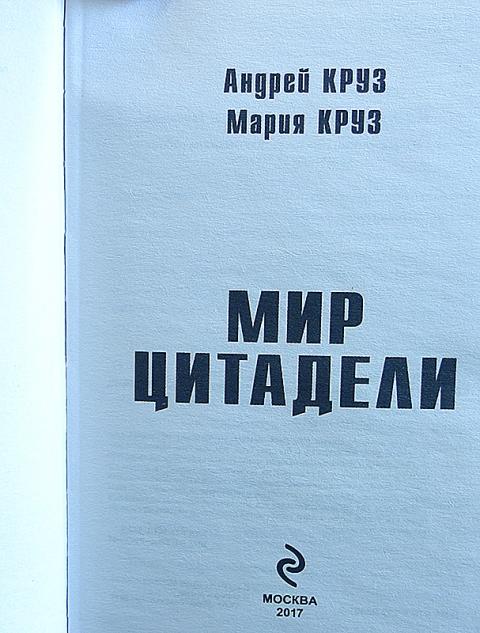 Андрей КРУЗ
Мария КРУЗ
МИР
ЦИТАДЕЛИ
МОСКВА
2017